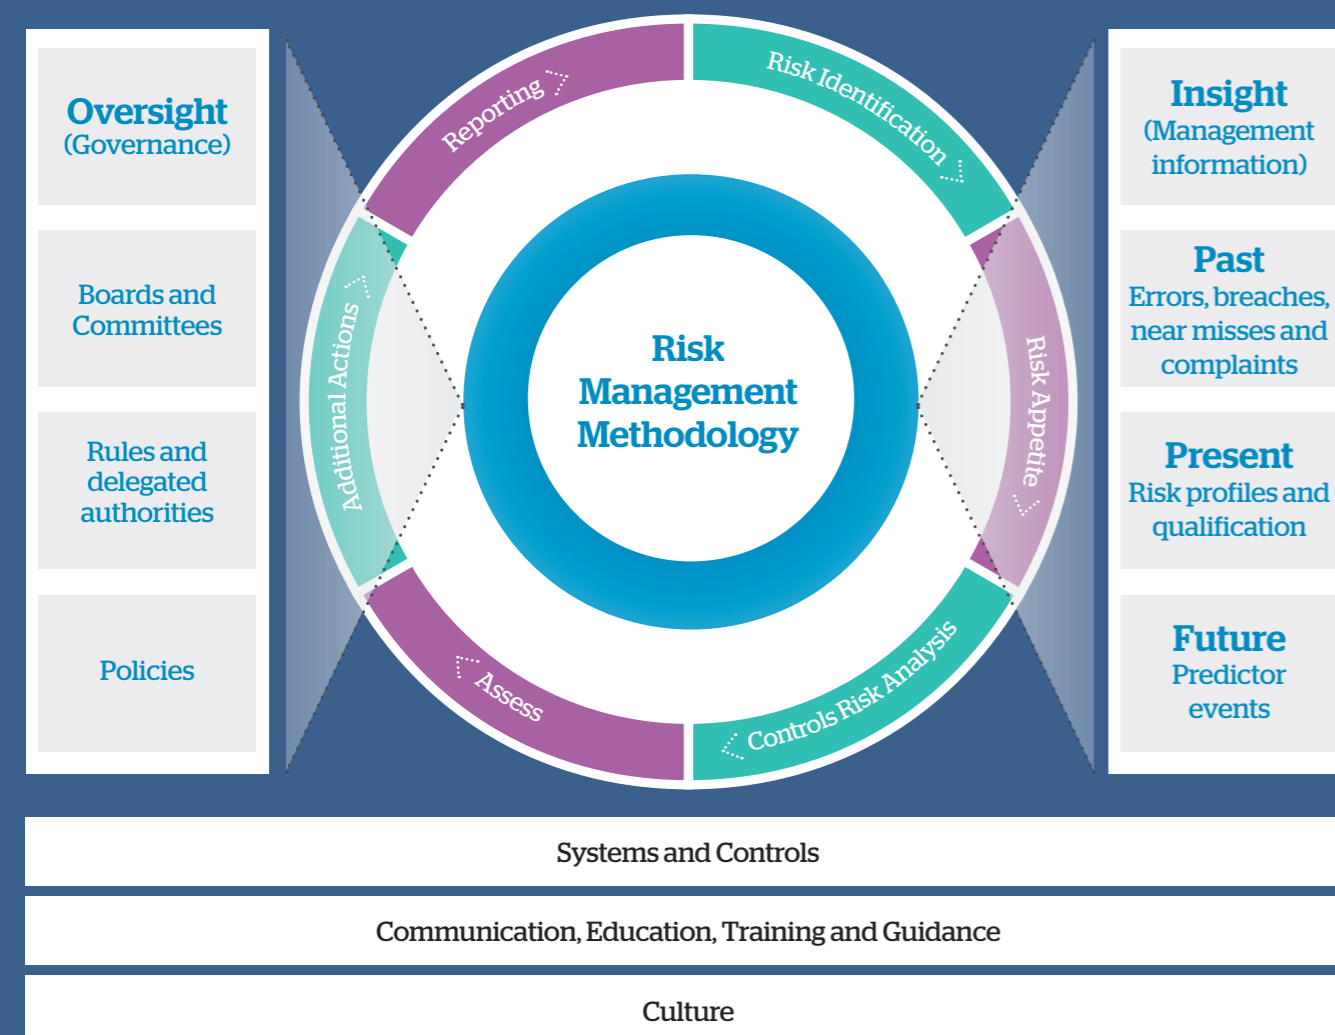 Oversight
(Governance)
Boards and
Committees
Rules and
delegated
authorities
Policies
Reporting
Risk Identification
Risk Appetite
Controls Risk Analysis
Assess
Additional Actions
Risk
Management
Methodology
Insight
(Management
information)
Past
Errors, breaches,
near misses and
complaints
Present
Risk profiles and
qualification
Future
Predictor
events
Systems and Controls
Communication, Education, Training and Guidance
Culture